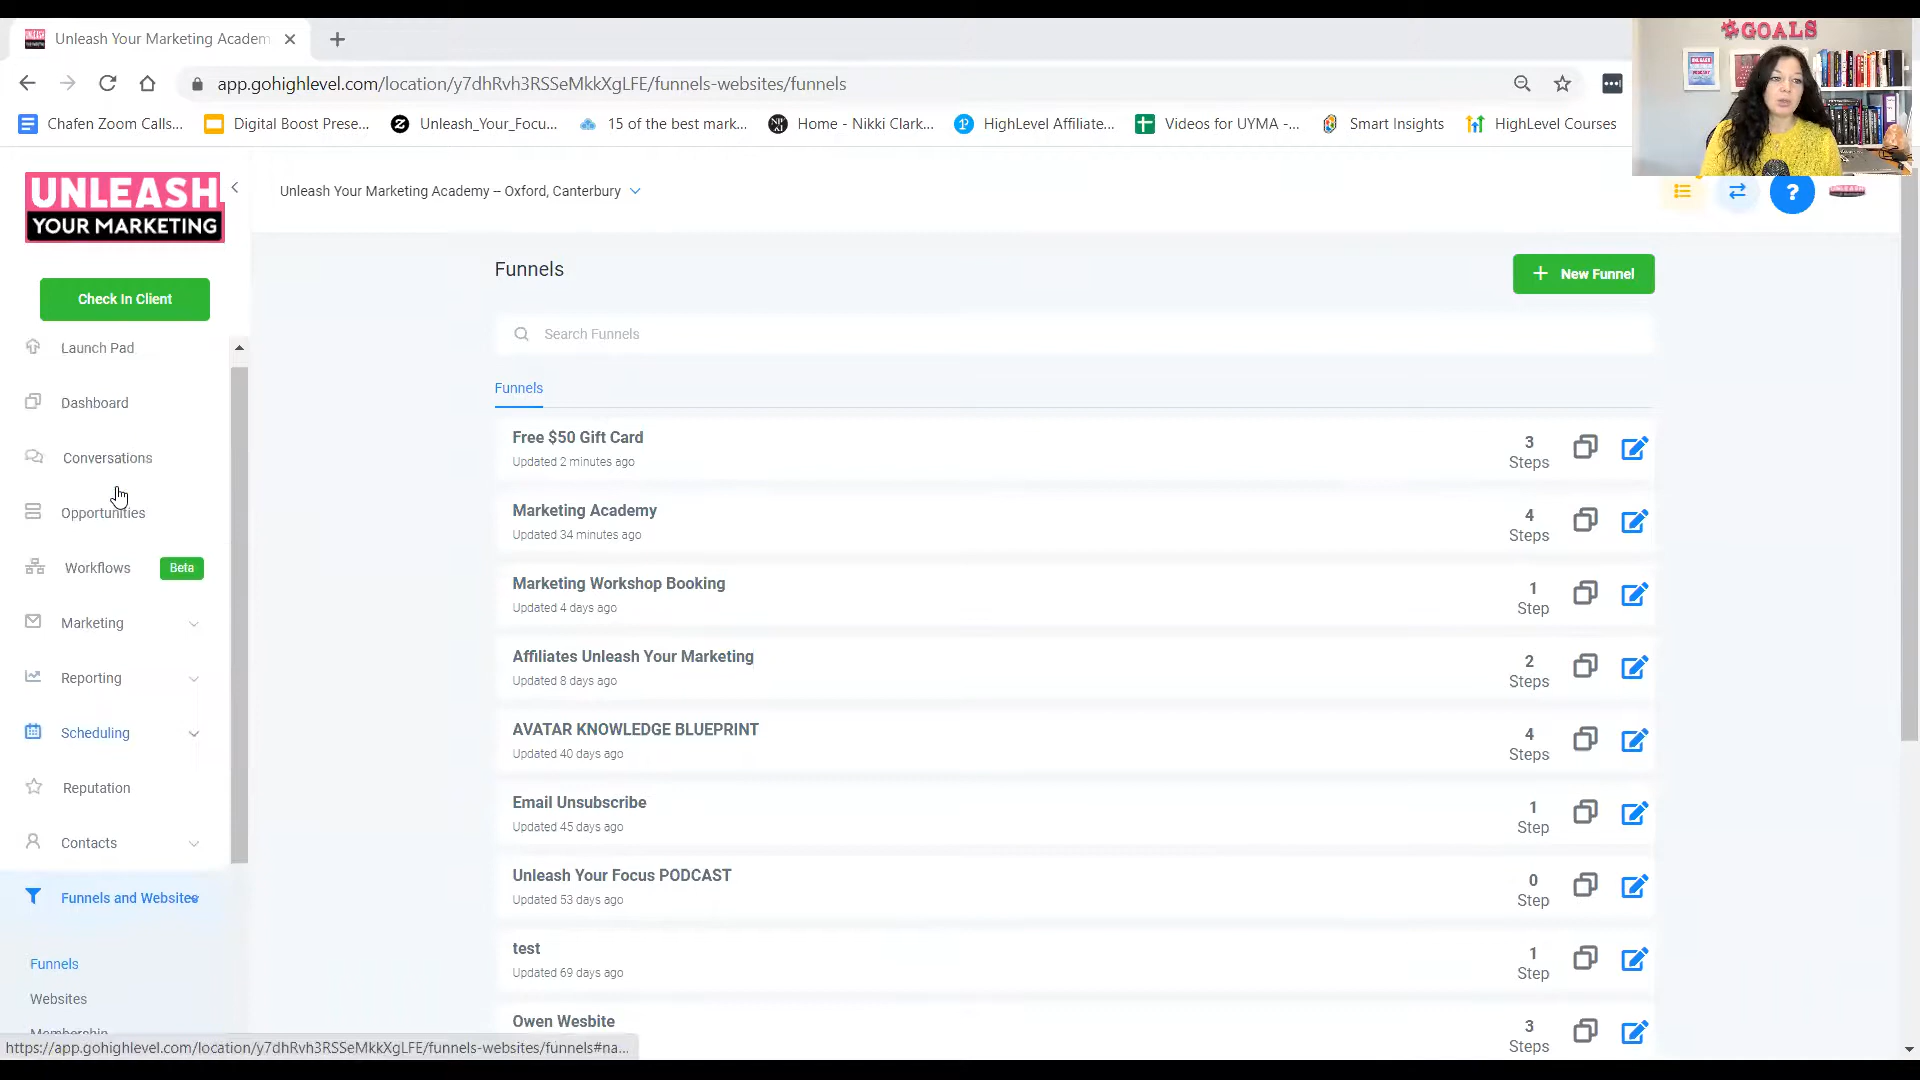 Unleash Your Marketing Academ
app.gohighlevel.com/location/y7dhRvh3RSSeMkkXgLFE/funnels-websites/funnels
Chafen Zoom Calls...
Digital Boost Prese...
Unleash_Your_Focu...
15 of the best mark...
Home - Nikki Clark...
HighLevel Affiliate...
Videos for UYMA -...
Smart Insights
HighLevel Courses
GOALS
UNLEASH
YOUR MARKETING
Unleash Your Marketing Academy – Oxford, Canterbury
?
Check In Client
Launch Pad
Dashboard
Conversations
Opportunities
Workflows Beta
Marketing
Reporting
Scheduling
Reputation
Contacts
Funnels and Websites
Funnels
Websites
Membership
Funnels
+ New Funnel
Search Funnels
Funnels
Free $50 Gift Card
Updated 2 minutes ago
3
Steps
Marketing Academy
Updated 34 minutes ago
4
Steps
Marketing Workshop Booking
Updated 4 days ago
1
Step
Affiliates Unleash Your Marketing
Updated 8 days ago
2
Steps
AVATAR KNOWLEDGE BLUEPRINT
Updated 40 days ago
4
Steps
Email Unsubscribe
Updated 45 days ago
1
Step
Unleash Your Focus PODCAST
Updated 53 days ago
0
Step
test
Updated 69 days ago
1
Step
Owen Wesbite
3
Steps
https://app.gohighlevel.com/location/y7dhRvh3RSSeMkkXgLFE/funnels-websites/funnels#na...